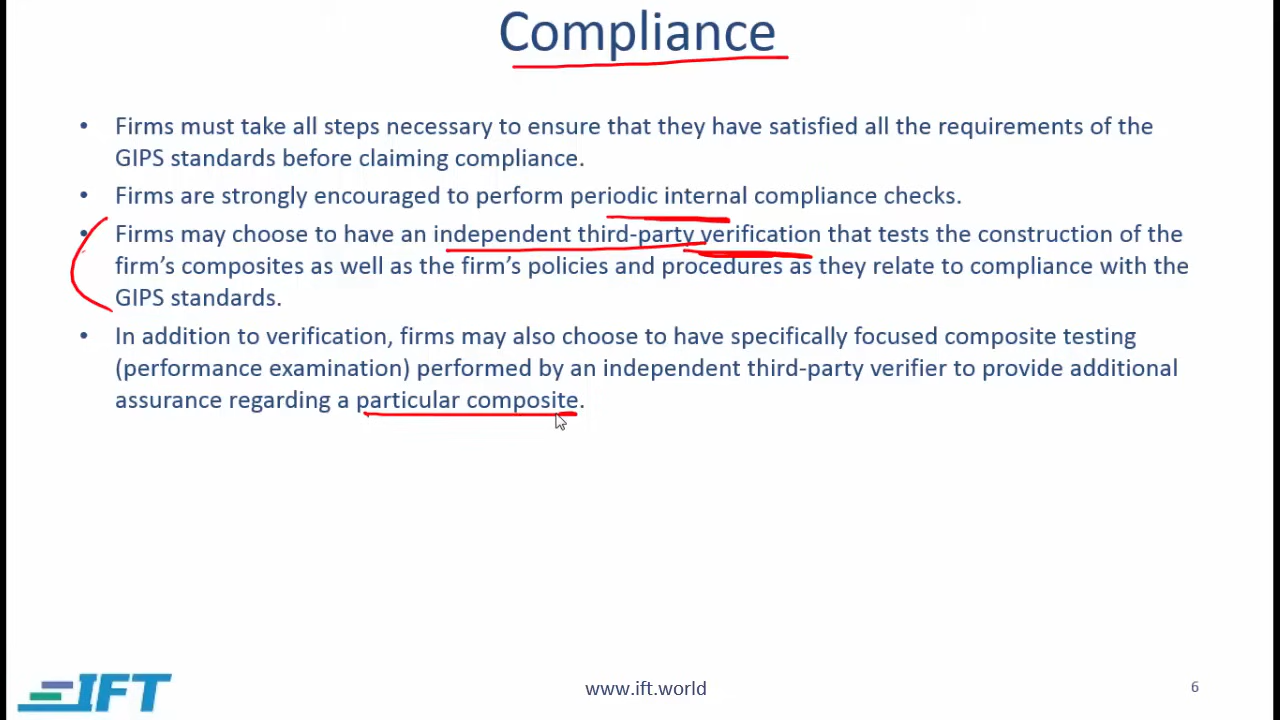 Compliance
• Firms must take all steps necessary to ensure that they have satisfied all the requirements of the
GIPS standards before claiming compliance.
• Firms are strongly encouraged to perform periodic internal compliance checks.
• Firms may choose to have an independent third-party verification that tests the construction of the
firm's composites as well as the firm's policies and procedures as they relate to compliance with the
GIPS standards.
• In addition to verification, firms may also choose to have specifically focused composite testing
(performance examination) performed by an independent third-party verifier to provide additional
assurance regarding a particular composite.
IFT
www.ift.world
6